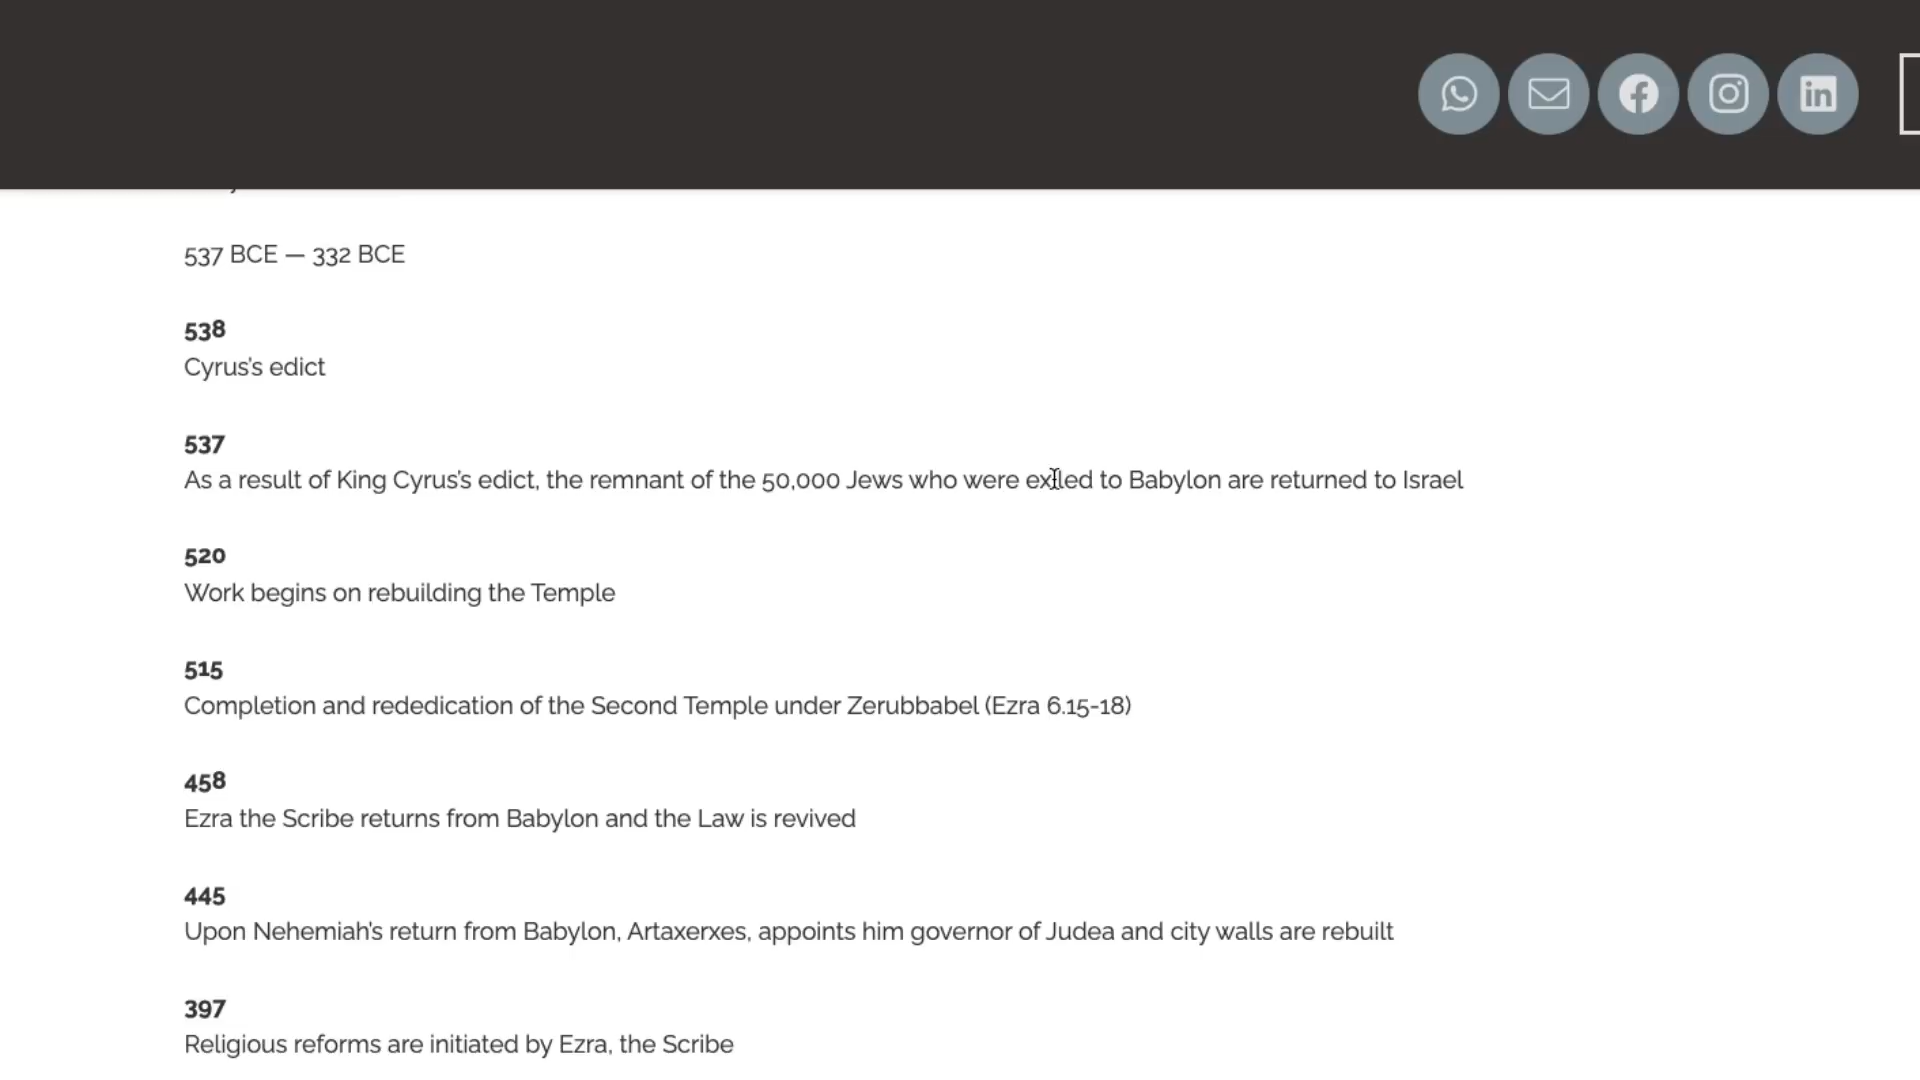 537 BCE — 332 BCE
538
Cyrus's edict
537
As a result of King Cyrus's edict, the remnant of the 50,000 Jews who were exiled to Babylon are returned to Israel
520
Work begins on rebuilding the Temple
515
Completion and rededication of the Second Temple under Zerubbabel (Ezra 6.15-18)
458
Ezra the Scribe returns from Babylon and the Law is revived
445
Upon Nehemiah's return from Babylon, Artaxerxes, appoints him governor of Judea and city walls are rebuilt
397
Religious reforms are initiated by Ezra, the Scribe